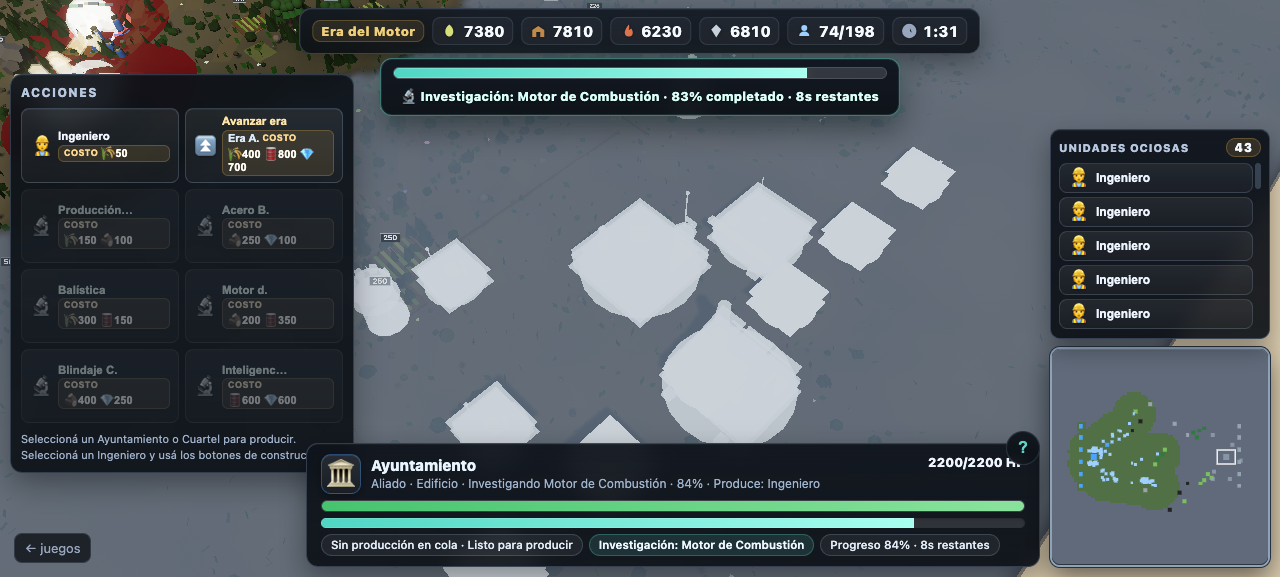 226
Era del Motor
7380
7810
6230
6810
74/198
1:31
Investigación: Motor de Combustión · 83% completado · 8s restantes
ACCIONES
Ingeniero
COSTO 50
Avanzar era
Era A. COSTO
400 800
700
Producción…
COSTO
150 100
Acero B.
COSTO
250 100
Balística
COSTO
300 150
Motor d.
COSTO
200 350
Blindaje C.
COSTO
400 250
Inteligenc…
COSTO
600 600
Seleccioná un Ayuntamiento o Cuartel para producir.
Seleccioná un Ingeniero y usá los botones de construc
250
260
UNIDADES OCIOSAS
43
Ingeniero
Ingeniero
Ingeniero
Ingeniero
Ingeniero
?
Ayuntamiento
2200/2200
Aliado · Edificio · Investigando Motor de Combustión · 84% · Produce: Ingeniero
Sin producción en cola · Listo para producir
Investigación: Motor de Combustión
Progreso 84% · 8s restantes
← juegos